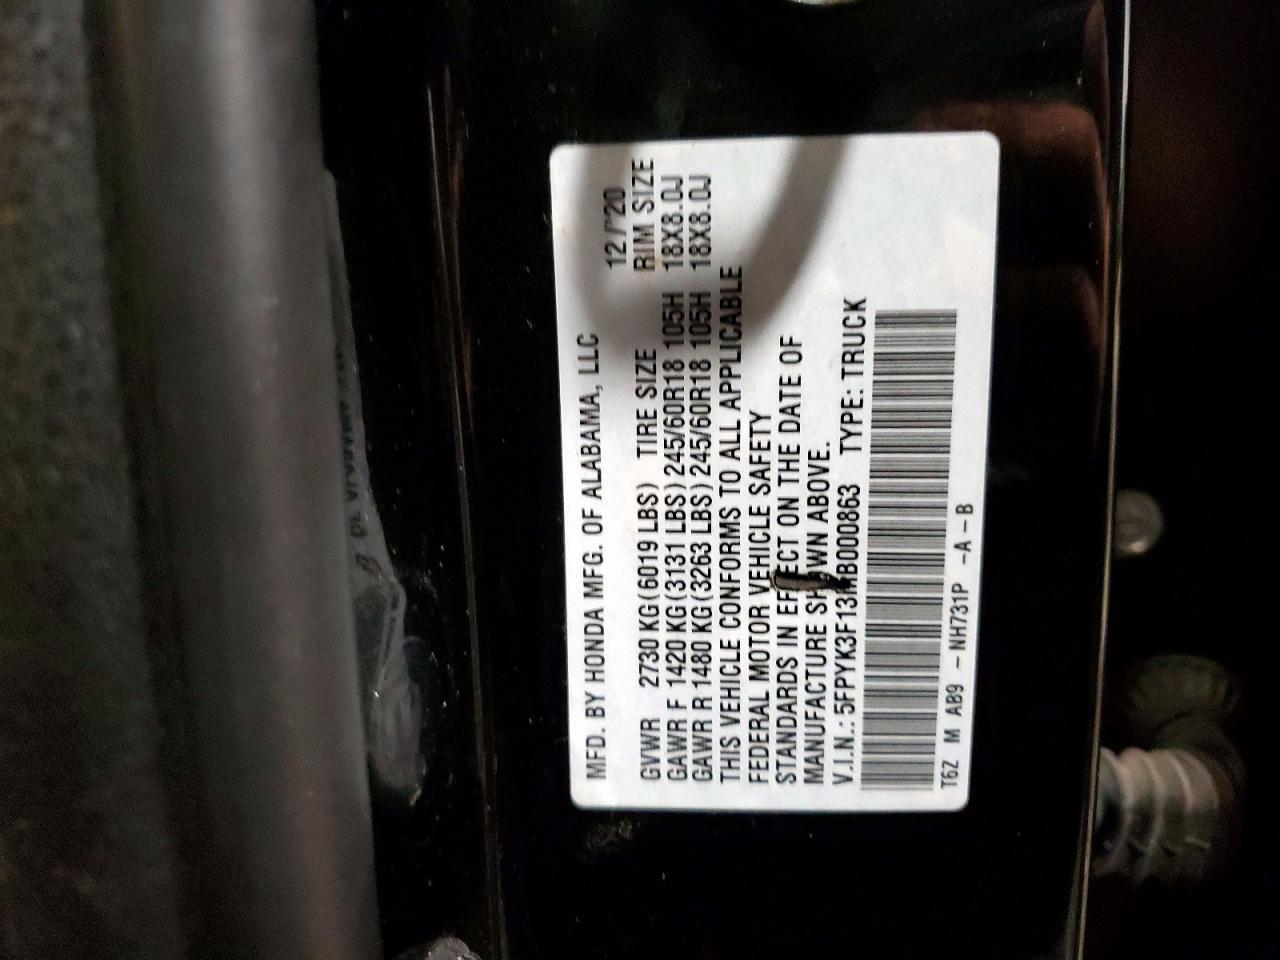 MFD. BY HONDA MFG. OF ALABAMA, LLC 12/'20
GVWR 2730 KG(6019 LBS) TIRE SIZE RIM SIZE
GAWR F 1420 KG(3131 LBS) 245/60R18 105H 18X8.0J
GAWR R 1480 KG(3263 LBS) 245/60R18 105H 18X8.0J
THIS VEHICLE CONFORMS TO ALL APPLICABLE
FEDERAL MOTOR VEHICLE SAFETY
STANDARDS IN EFFECT ON THE DATE OF
MANUFACTURE SHOWN ABOVE.
V.I.N.: 5FPYK3F13MB000863 TYPE: TRUCK
T6Z M AB9 - NH731P -A-B